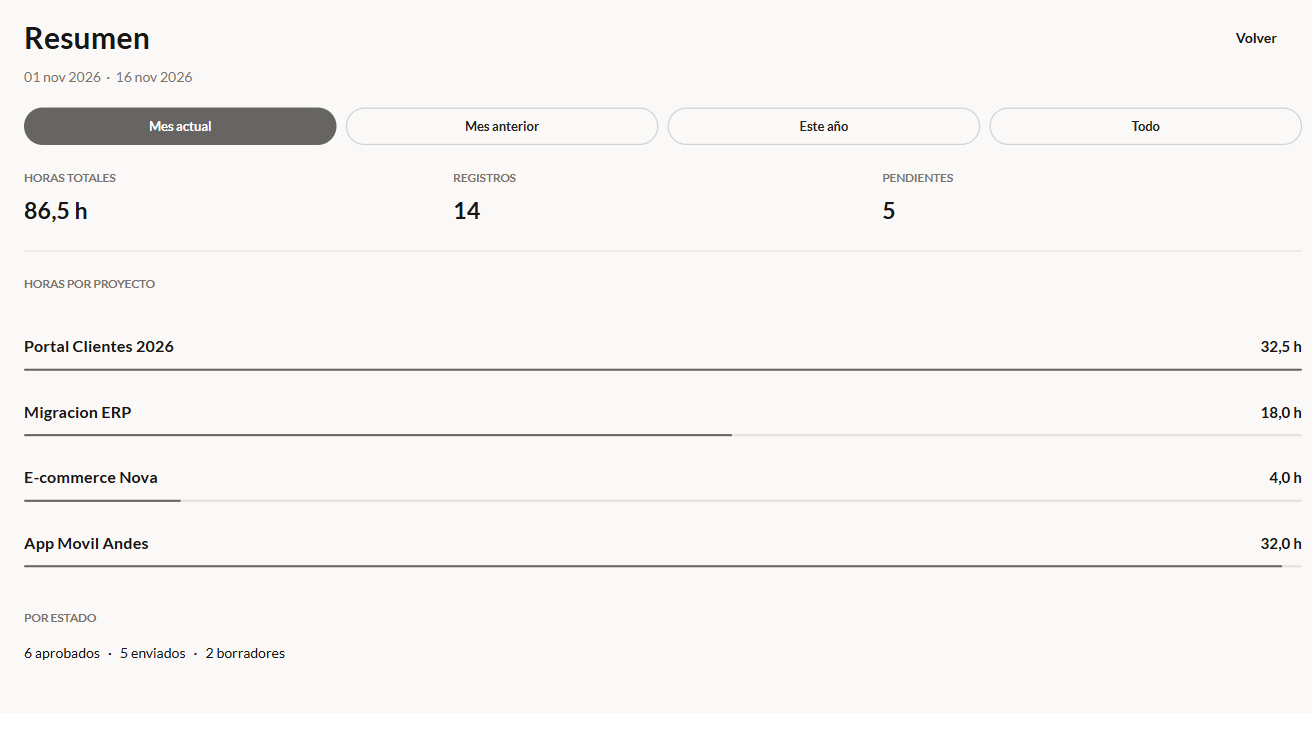 Resumen
Volver
01 nov 2026 · 16 nov 2026
Mes actual
Mes anterior
Este año
Todo
HORAS TOTALES
REGISTROS
PENDIENTES
86,5 h
14
5
HORAS POR PROYECTO
Portal Clientes 2026
32,5 h
Migracion ERP
18,0 h
E-commerce Nova
4,0 h
App Movil Andes
32,0 h
POR ESTADO
6 aprobados · 5 enviados · 2 borradores